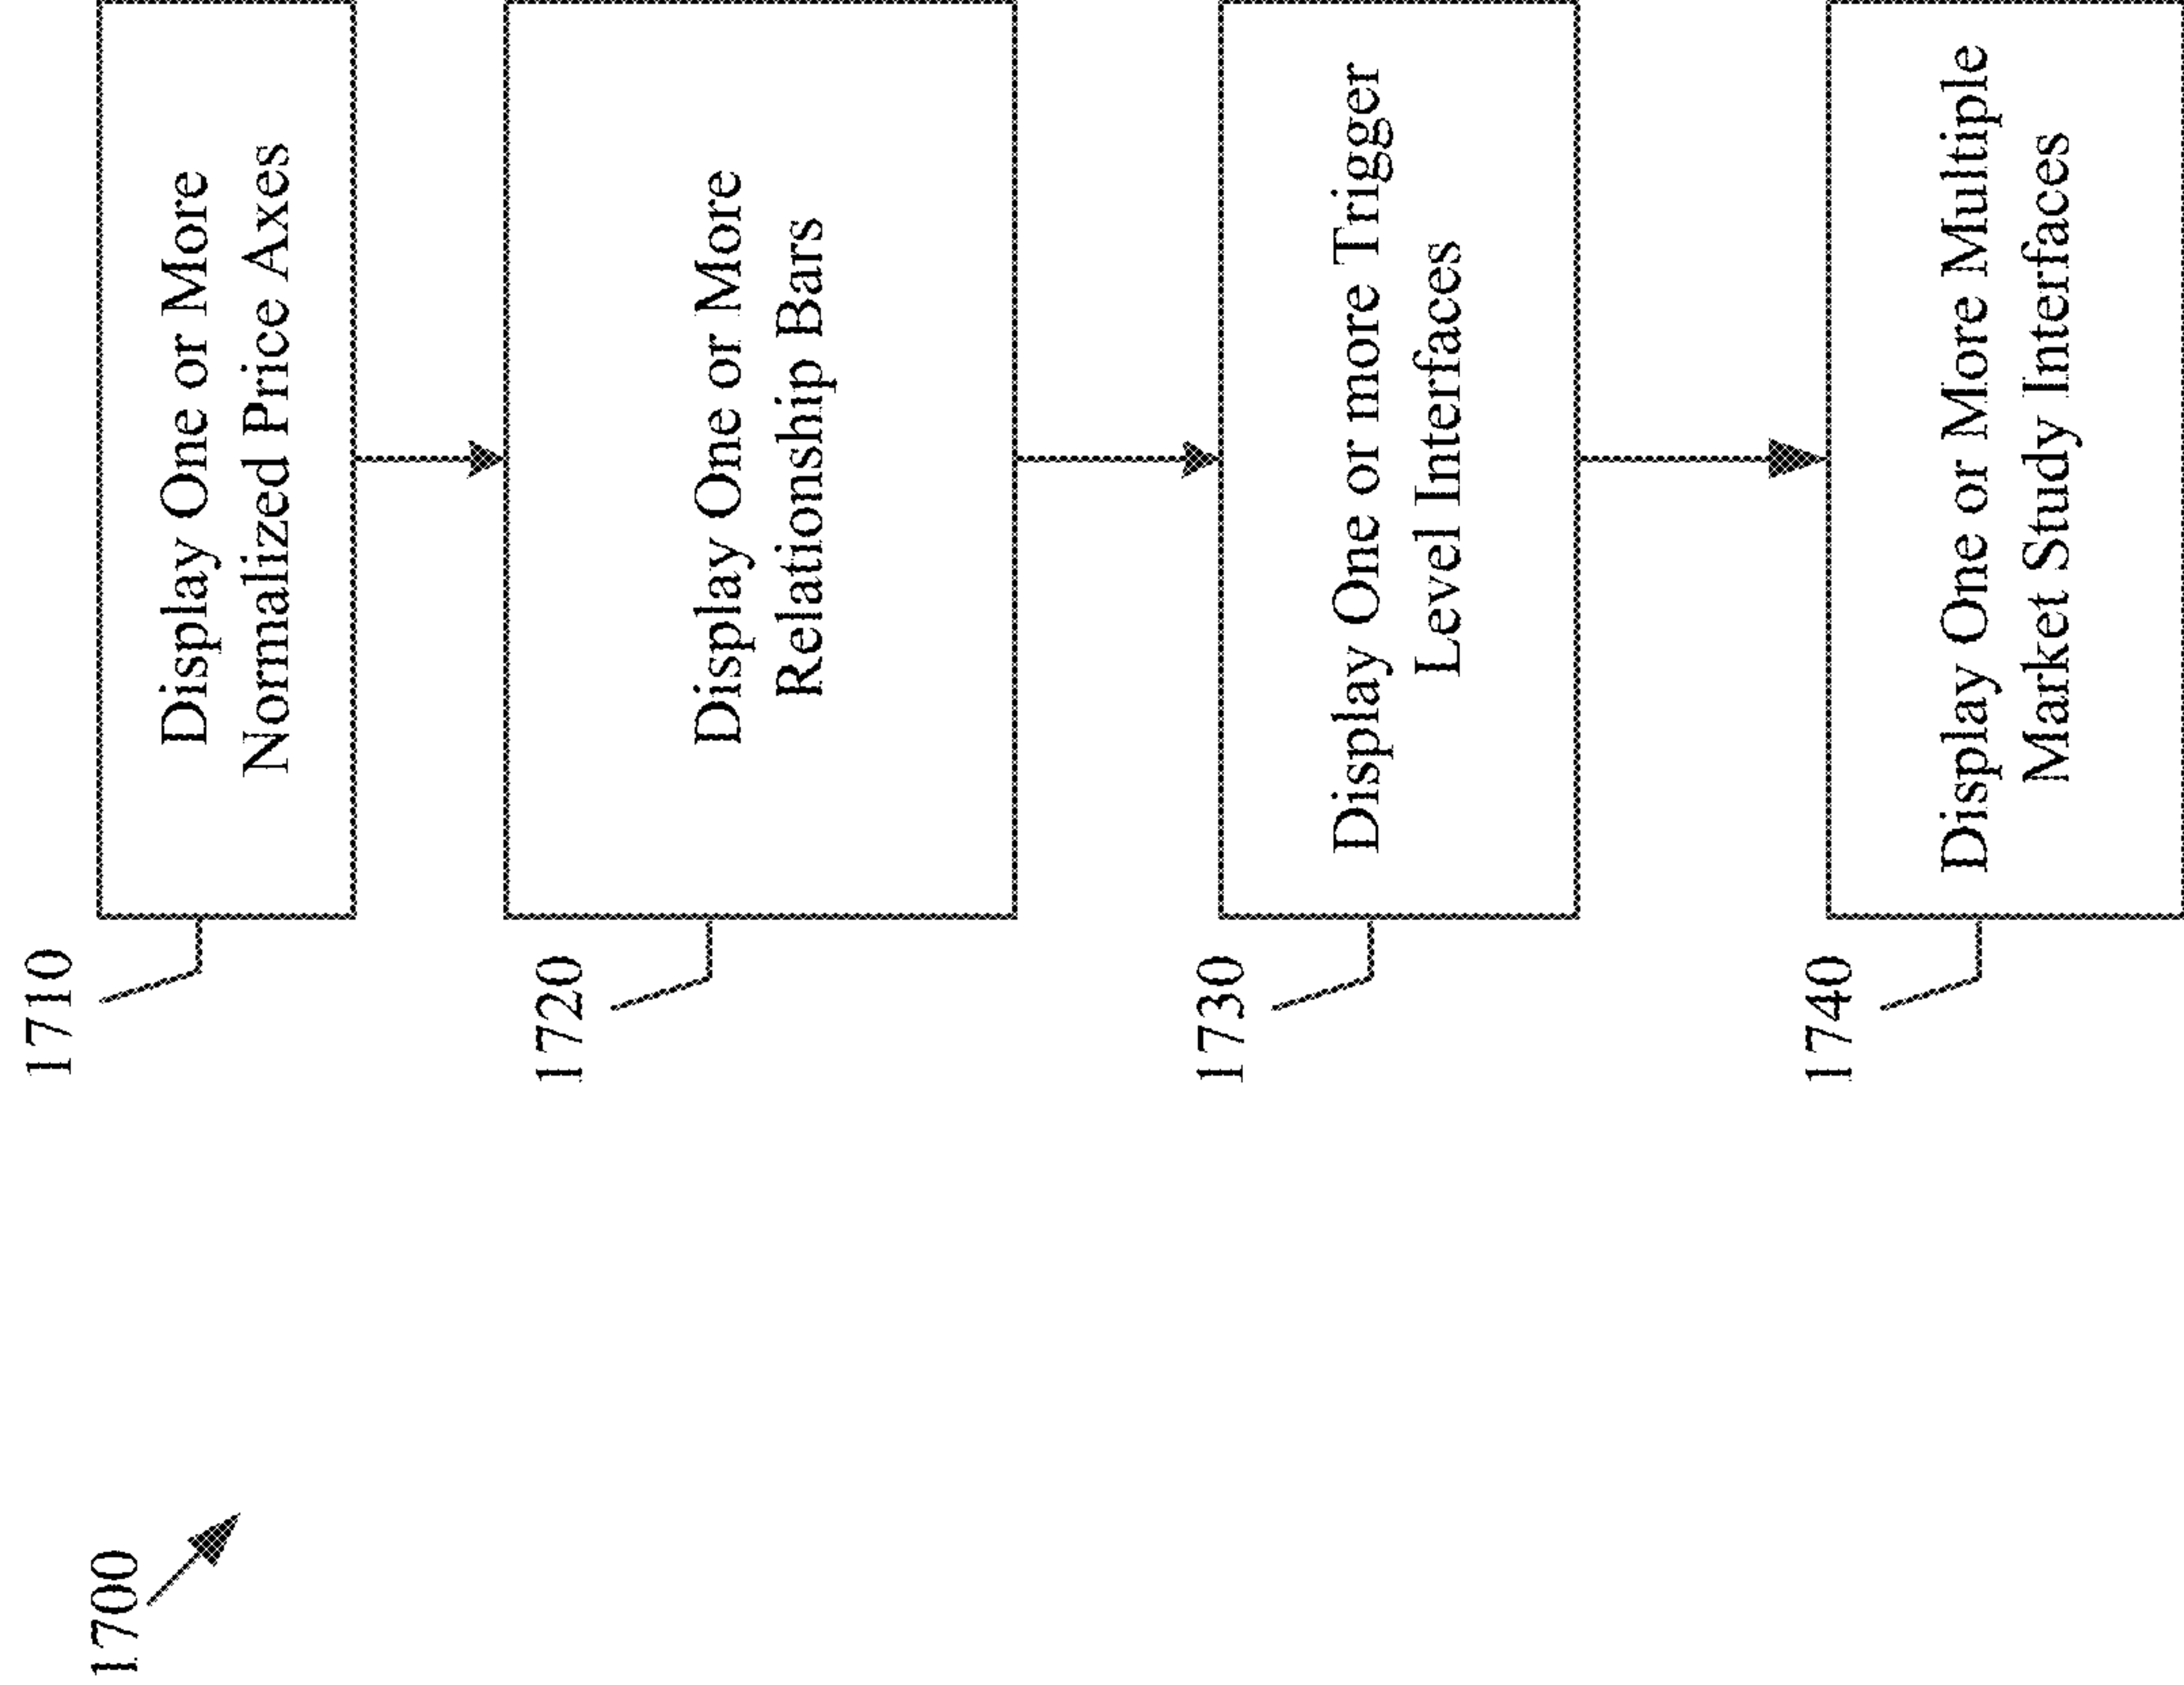 1700
1710
Display One or More
Normalized Price Axes
1720
Display One or More
Relationship Bars
1730
Display One or more Trigger
Level Interfaces
1740
Display One or More Multiple
Market Study Interfaces